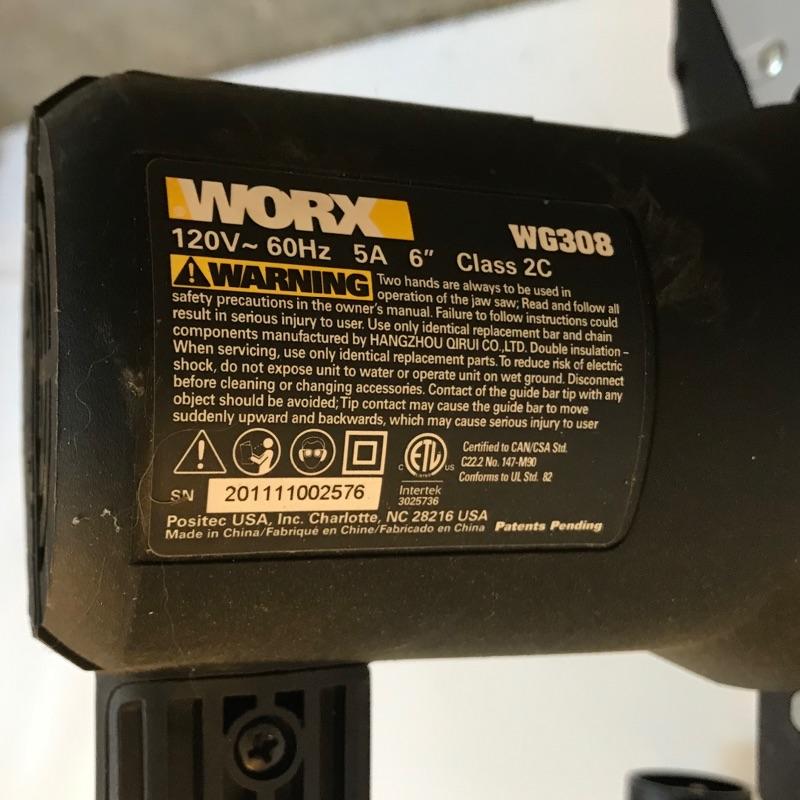 WORX
WG308
120V~ 60Hz 5A 6" Class 2C
WARNING Two hands are always to be used in
operation of the jaw saw; Read and follow all
safety precautions in the owner's manual. Failure to follow instructions could
result in serious injury to user. Use only identical replacement bar and chain
components manufactured by HANGZHOU QIRUI CO.,LTD. Double insulation –
When servicing, use only identical replacement parts. To reduce risk of electric
shock, do not expose unit to water or operate unit on wet ground. Disconnect
before cleaning or changing accessories. Contact of the guide bar tip with any
object should be avoided; Tip contact may cause the guide bar to move
suddenly upward and backwards, which may cause serious injury to user
C ETL US
LISTED
Intertek
3025736
Certified to CAN/CSA Std.
C22.2 No. 147-M90
Conforms to UL Std. 82
SN 201111002576
Positec USA, Inc. Charlotte, NC 28216 USA
Made in China/Fabriqué en Chine/Fabricado en China
Patents Pending